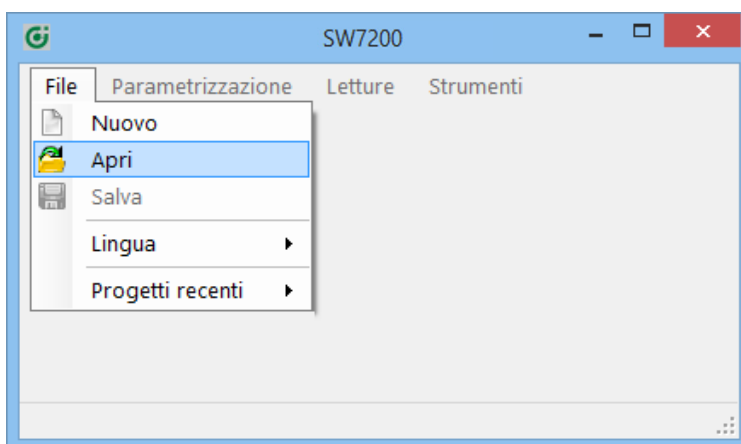 SW7200
File Parametrizzazione Letture Strumenti
Nuovo
Apri
Salva
Lingua
Progetti recenti